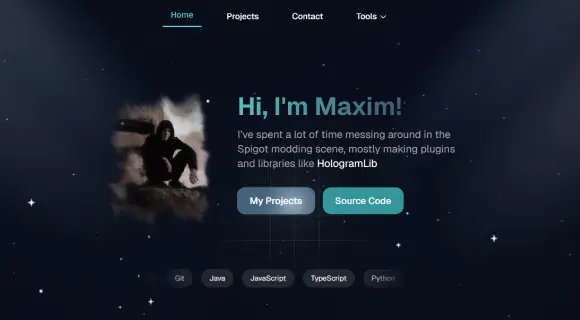 Home Projects Contact Tools
Hi, I'm Maxim!
I've spent a lot of time messing around in the
Spigot modding scene, mostly making plugins
and libraries like HologramLib
My Projects Source Code
Git Java JavaScript TypeScript Python